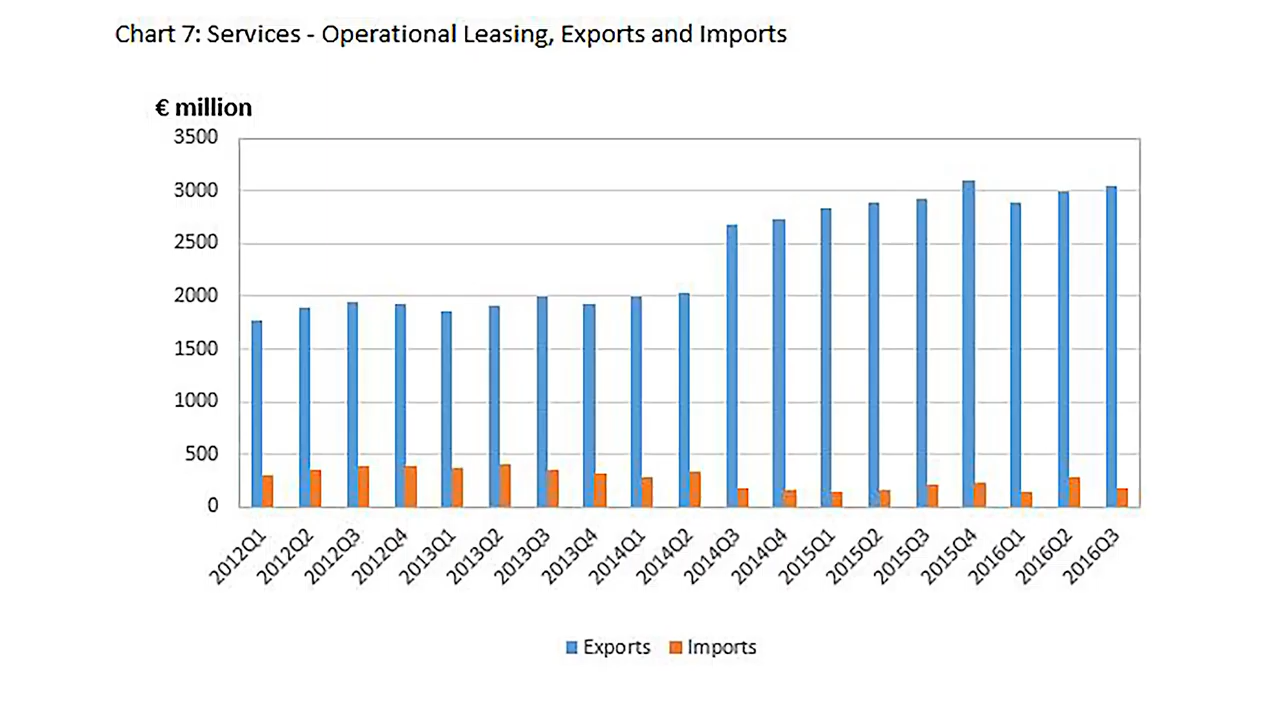 Chart 7: Services - Operational Leasing, Exports and Imports
€ million
3500
3000
2500
2000
1500
1000
500
0
2012Q1
2012Q2
2012Q3
2012Q4
2013Q1
2013Q2
2013Q3
2013Q4
2014Q1
2014Q2
2014Q3
2014Q4
2015Q1
2015Q2
2015Q3
2015Q4
2016Q1
2016Q2
2016Q3
Exports Imports